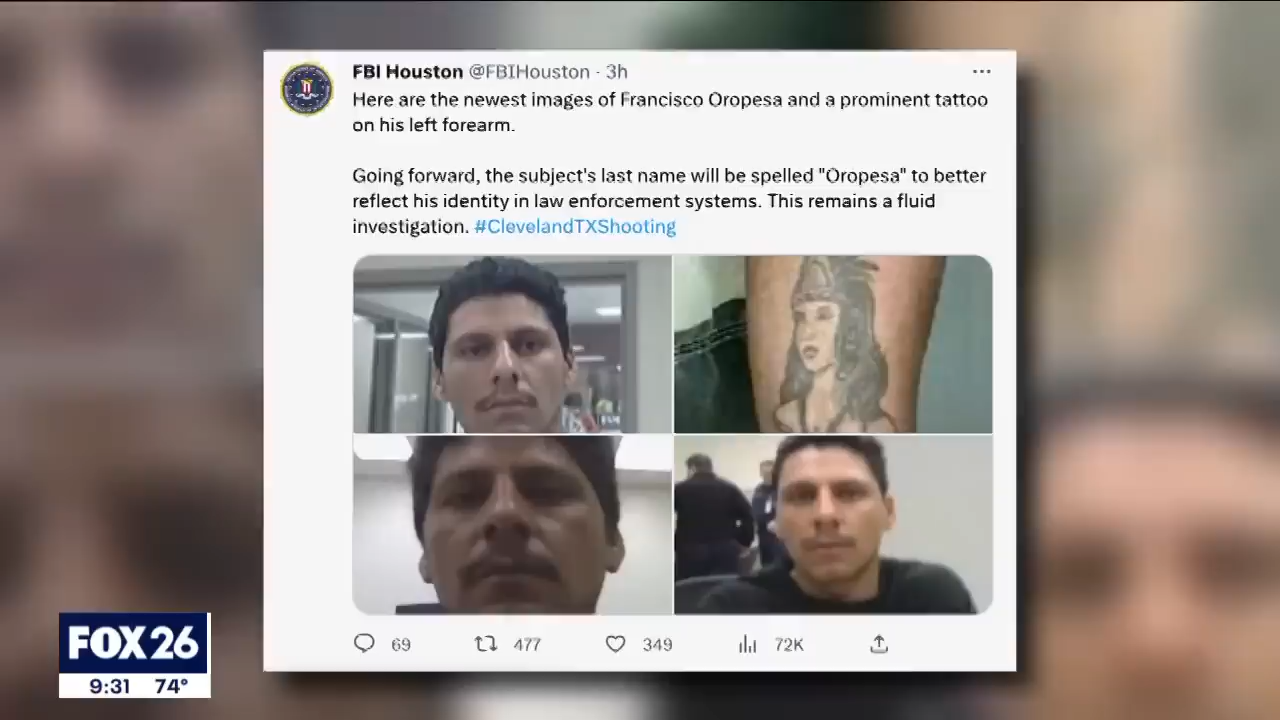 FBI Houston @FBIHouston · 3h
Here are the newest images of Francisco Oropesa and a prominent tattoo
on his left forearm.
Going forward, the subject's last name will be spelled "Oropesa" to better
reflect his identity in law enforcement systems. This remains a fluid
investigation. #ClevelandTXShooting
69 477 349 72K
FOX 26
9:31 74°